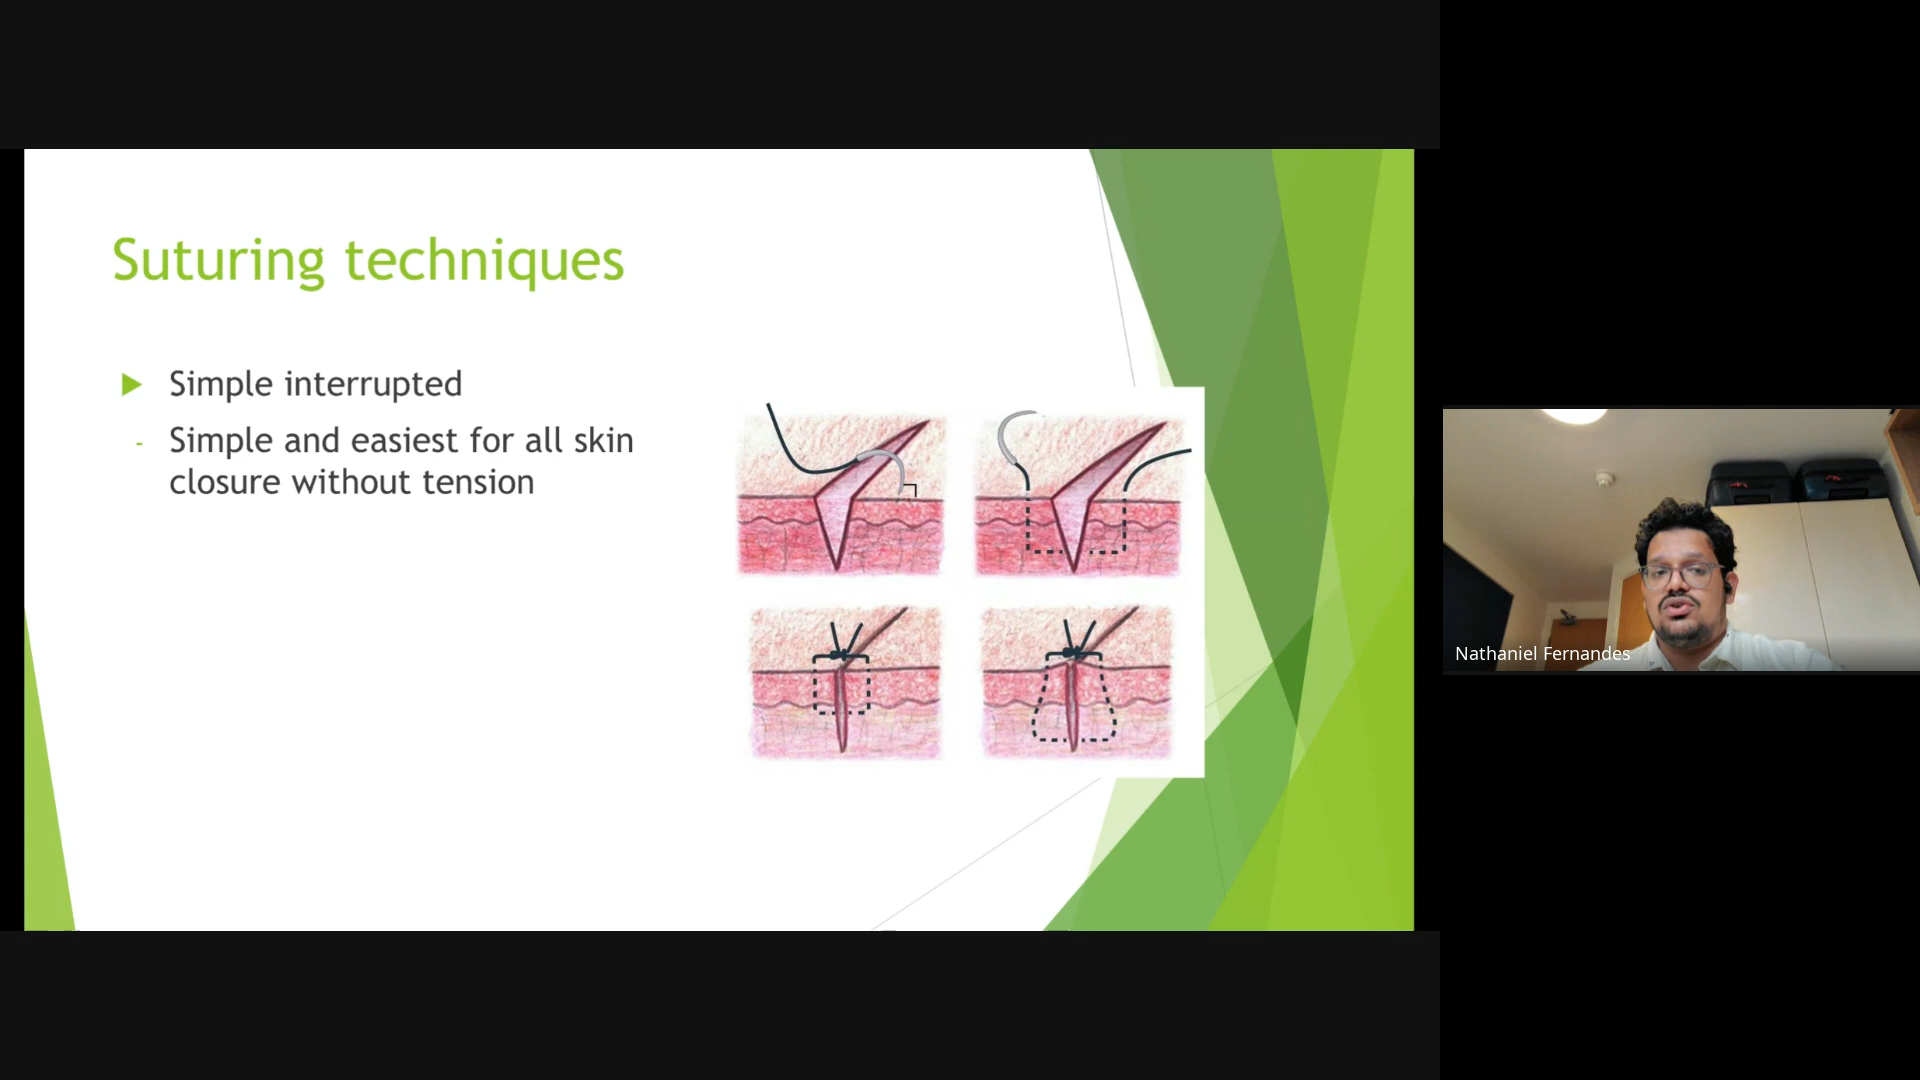 Suturing techniques
Simple interrupted
- Simple and easiest for all skin
closure without tension
Nathaniel Fernandes